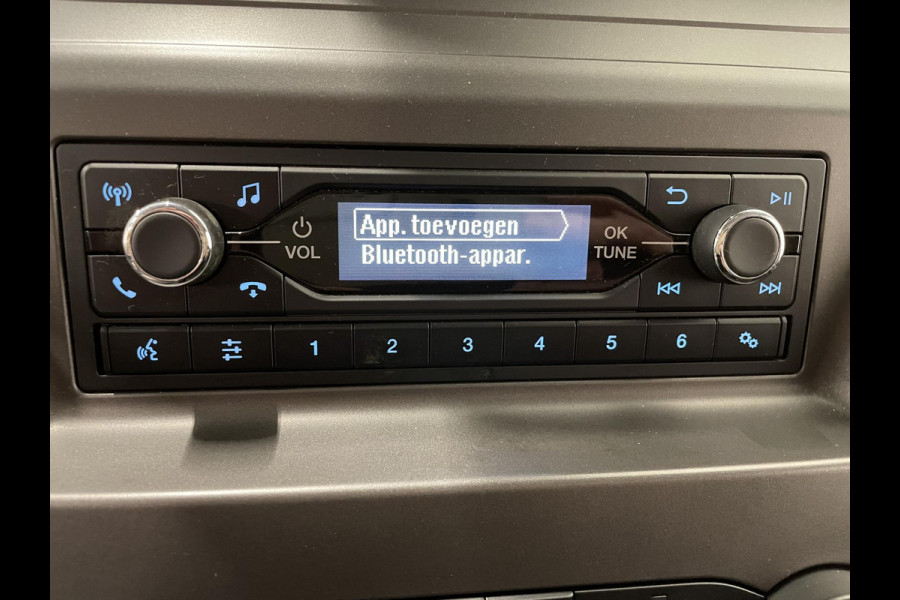 App. toevoegen
Bluetooth-appar.
VOL
OK
TUNE
1 2 3 4 5 6